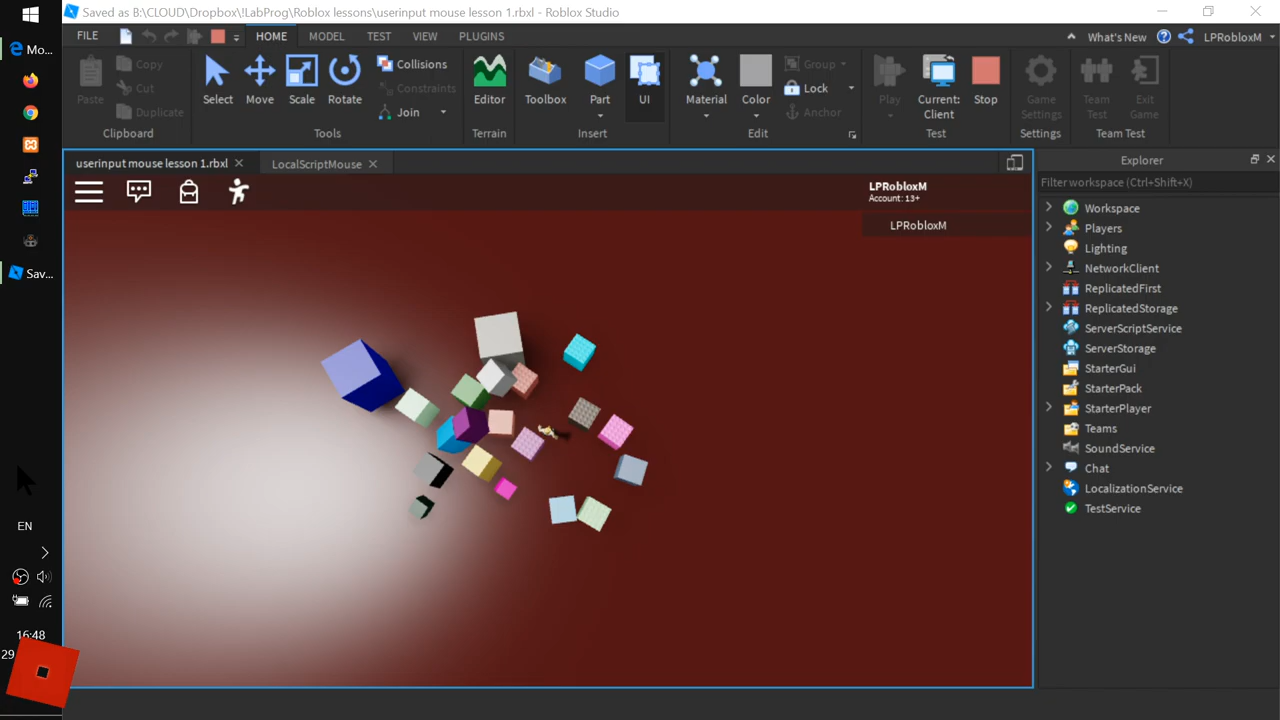 Saved as B:\CLOUD\Dropbox\!LabProg\Roblox lessons\userinput mouse lesson 1.rbxl - Roblox Studio
FILE HOME MODEL TEST VIEW PLUGINS What's New LPRobloxM
Mo...
Sav...
EN
16:48
29
Paste
Copy
Cut
Duplicate
Clipboard
Select
Move
Scale
Rotate
Collisions
Constraints
Join
Tools
Editor
Terrain
Toolbox
Part
UI
Insert
Material
Color
Group
Lock
Anchor
Edit
Play
Current:
Client
Stop
Test
Game
Settings
Settings
Team
Test
Exit
Game
Team Test
userinput mouse lesson 1.rbxl
LocalScriptMouse
LPRobloxM
Account: 13+
LPRobloxM
Explorer
Filter workspace (Ctrl+Shift+X)
Workspace
Players
Lighting
NetworkClient
ReplicatedFirst
ReplicatedStorage
ServerScriptService
ServerStorage
StarterGui
StarterPack
StarterPlayer
Teams
SoundService
Chat
LocalizationService
TestService